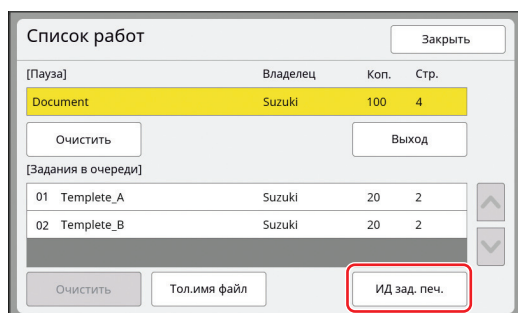 Список работ Закрыть
[Пауза] Владелец Коп. Стр.
Document Suzuki 100 4
Очистить Выход
[Задания в очереди]
01 Templete_A Suzuki 20 2
02 Templete_B Suzuki 20 2
Очистить Тол.имя файл ИД зад. печ.